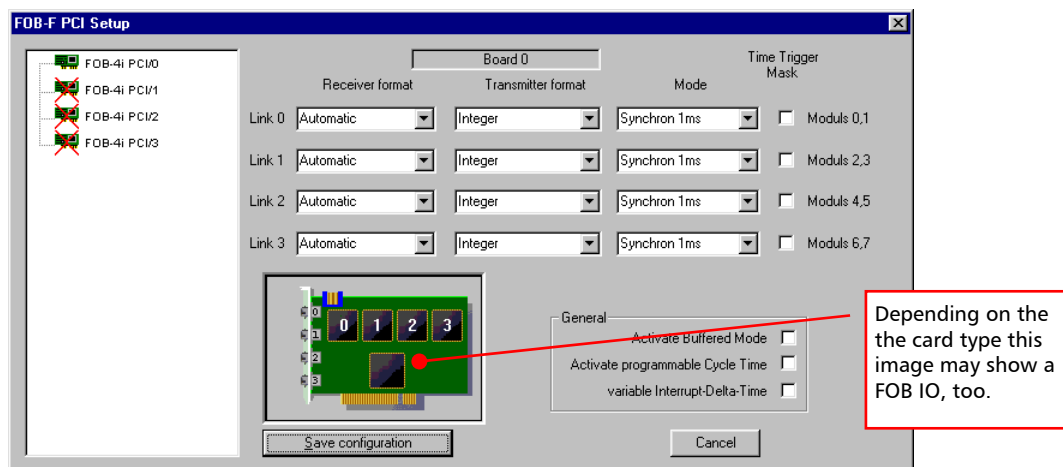 FOB-F PCI Setup
FOB-4i PCI/0
FOB-4i PCI/1
FOB-4i PCI/2
FOB-4i PCI/3
Board 0
Time Trigger
Mask
Receiver format Transmitter format Mode
Link 0 Automatic Integer Synchron 1ms Moduls 0,1
Link 1 Automatic Integer Synchron 1ms Moduls 2,3
Link 2 Automatic Integer Synchron 1ms Moduls 4,5
Link 3 Automatic Integer Synchron 1ms Moduls 6,7
0
1
2
3
0 1 2 3
General
Activate Buffered Mode
Activate programmable Cycle Time
variable Interrupt-Delta-Time
Save configuration
Cancel
Depending on the
the card type this
image may show a
FOB IO, too.